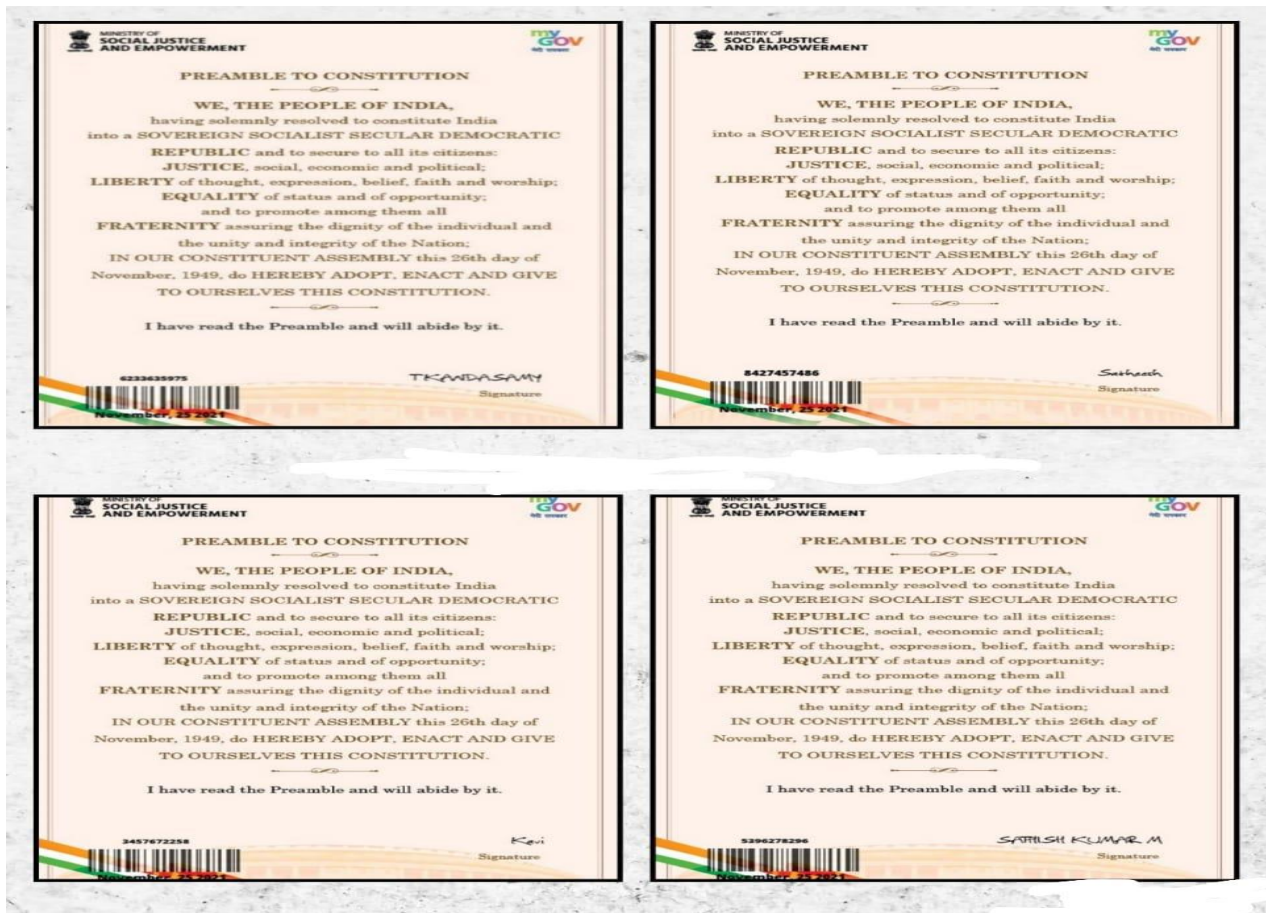 MINISTRY OF
SOCIAL JUSTICE
AND EMPOWERMENT
my
GOV
मेरी सरकार
PREAMBLE TO CONSTITUTION
WE, THE PEOPLE OF INDIA,
having solemnly resolved to constitute India
into a SOVEREIGN SOCIALIST SECULAR DEMOCRATIC
REPUBLIC and to secure to all its citizens:
JUSTICE, social, economic and political;
LIBERTY of thought, expression, belief, faith and worship;
EQUALITY of status and of opportunity;
and to promote among them all
FRATERNITY assuring the dignity of the individual and
the unity and integrity of the Nation;
IN OUR CONSTITUENT ASSEMBLY this 26th day of
November, 1949, do HEREBY ADOPT, ENACT AND GIVE
TO OURSELVES THIS CONSTITUTION.
I have read the Preamble and will abide by it.
6233635975
TKANDASAMY
Signature
November, 25 2021
MINISTRY OF
SOCIAL JUSTICE
AND EMPOWERMENT
my
GOV
मेरी सरकार
PREAMBLE TO CONSTITUTION
WE, THE PEOPLE OF INDIA,
having solemnly resolved to constitute India
into a SOVEREIGN SOCIALIST SECULAR DEMOCRATIC
REPUBLIC and to secure to all its citizens:
JUSTICE, social, economic and political;
LIBERTY of thought, expression, belief, faith and worship;
EQUALITY of status and of opportunity;
and to promote among them all
FRATERNITY assuring the dignity of the individual and
the unity and integrity of the Nation;
IN OUR CONSTITUENT ASSEMBLY this 26th day of
November, 1949, do HEREBY ADOPT, ENACT AND GIVE
TO OURSELVES THIS CONSTITUTION.
I have read the Preamble and will abide by it.
8427457486
Satheesh
Signature
November, 25 2021
MINISTRY OF
SOCIAL JUSTICE
AND EMPOWERMENT
my
GOV
मेरी सरकार
PREAMBLE TO CONSTITUTION
WE, THE PEOPLE OF INDIA,
having solemnly resolved to constitute India
into a SOVEREIGN SOCIALIST SECULAR DEMOCRATIC
REPUBLIC and to secure to all its citizens:
JUSTICE, social, economic and political;
LIBERTY of thought, expression, belief, faith and worship;
EQUALITY of status and of opportunity;
and to promote among them all
FRATERNITY assuring the dignity of the individual and
the unity and integrity of the Nation;
IN OUR CONSTITUENT ASSEMBLY this 26th day of
November, 1949, do HEREBY ADOPT, ENACT AND GIVE
TO OURSELVES THIS CONSTITUTION.
I have read the Preamble and will abide by it.
3457672258
Kavi
Signature
November, 25 2021
MINISTRY OF
SOCIAL JUSTICE
AND EMPOWERMENT
my
GOV
मेरी सरकार
PREAMBLE TO CONSTITUTION
WE, THE PEOPLE OF INDIA,
having solemnly resolved to constitute India
into a SOVEREIGN SOCIALIST SECULAR DEMOCRATIC
REPUBLIC and to secure to all its citizens:
JUSTICE, social, economic and political;
LIBERTY of thought, expression, belief, faith and worship;
EQUALITY of status and of opportunity;
and to promote among them all
FRATERNITY assuring the dignity of the individual and
the unity and integrity of the Nation;
IN OUR CONSTITUENT ASSEMBLY this 26th day of
November, 1949, do HEREBY ADOPT, ENACT AND GIVE
TO OURSELVES THIS CONSTITUTION.
I have read the Preamble and will abide by it.
5396278296
SATHISH KUMAR M
Signature
November, 25 2021